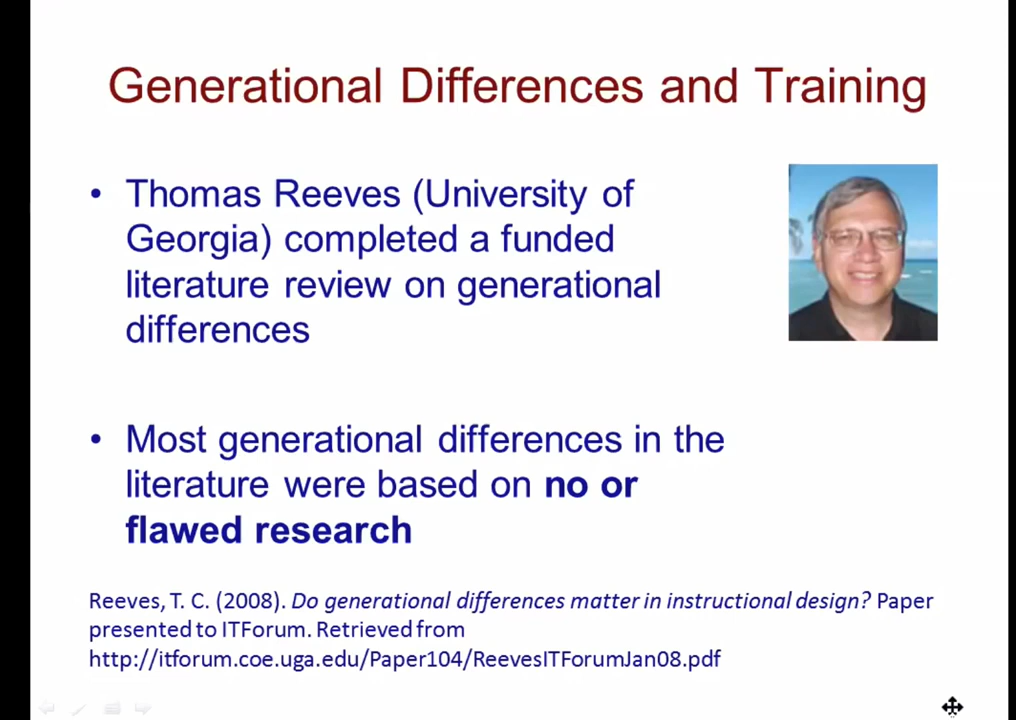 Generational Differences and Training
• Thomas Reeves (University of
Georgia) completed a funded
literature review on generational
differences
• Most generational differences in the
literature were based on no or
flawed research
Reeves, T. C. (2008). Do generational differences matter in instructional design? Paper
presented to ITForum. Retrieved from
http://itforum.coe.uga.edu/Paper104/ReevesITForumJan08.pdf